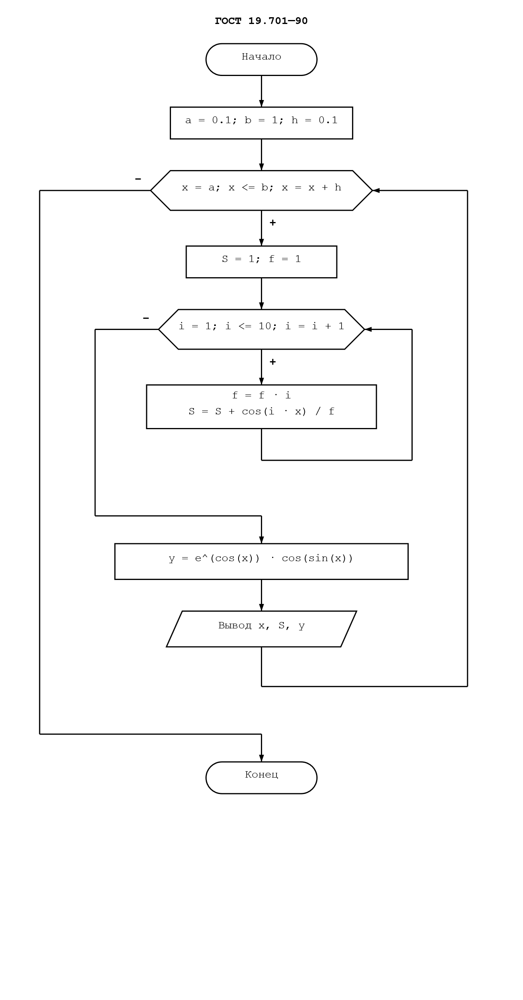 ГОСТ 19.701—90
Начало
a = 0.1; b = 1; h = 0.1
–
x = a; x <= b; x = x + h
+
S = 1; f = 1
–
i = 1; i <= 10; i = i + 1
+
f = f · i
S = S + cos(i · x) / f
y = e^(cos(x)) · cos(sin(x))
Вывод x, S, y
Конец